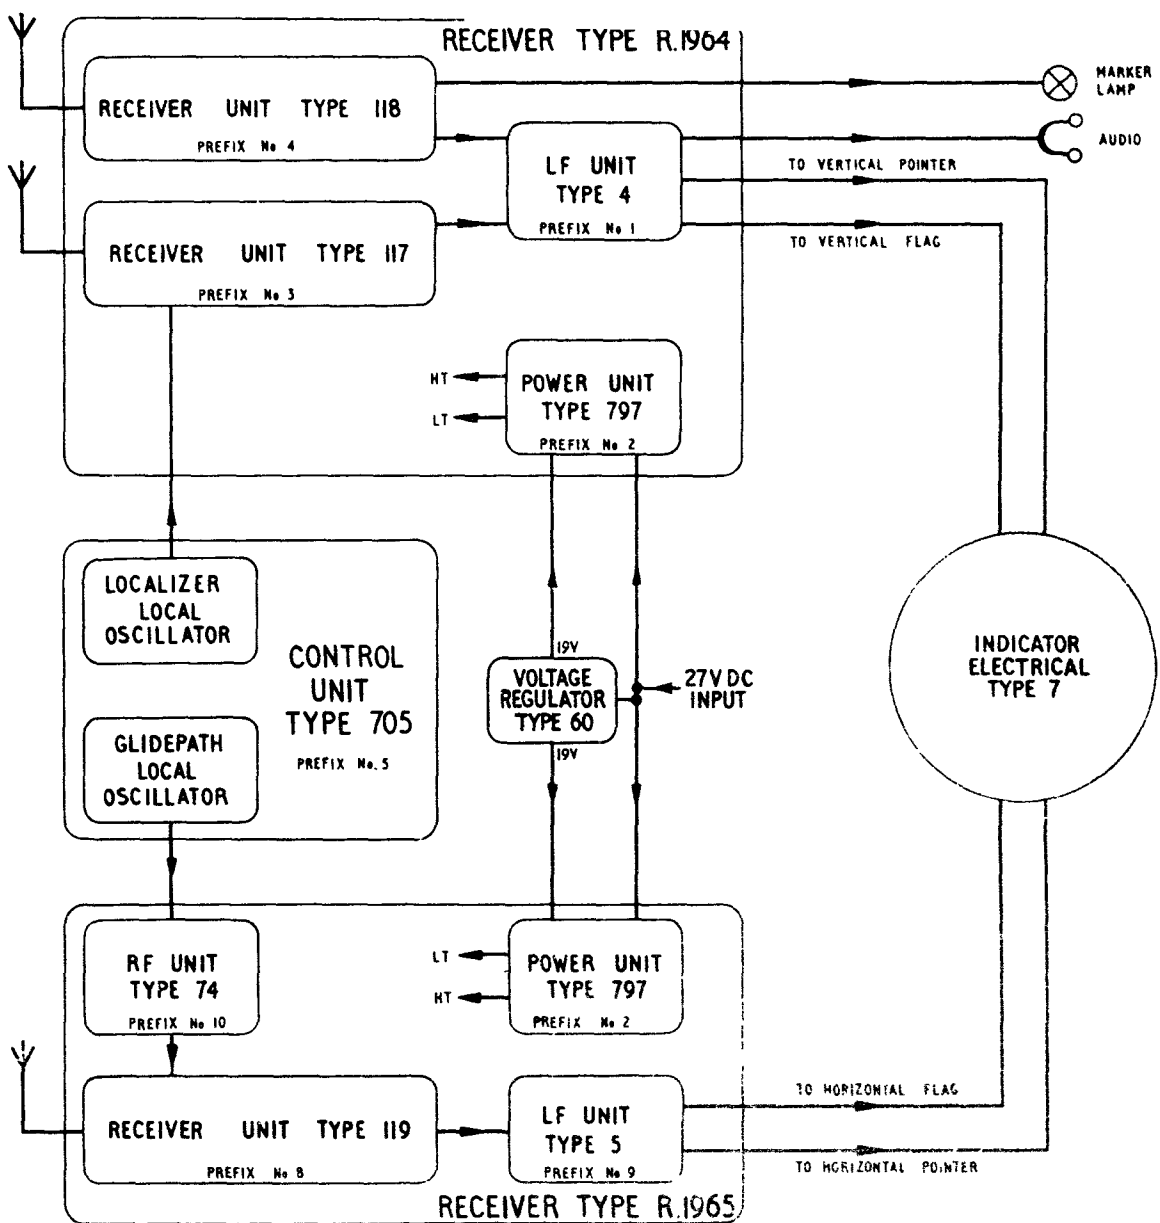 RECEIVER TYPE R.1964
RECEIVER UNIT TYPE 118
PREFIX No 4
MARKER
LAMP
AUDIO
LF UNIT
TYPE 4
PREFIX No 1
TO VERTICAL POINTER
TO VERTICAL FLAG
RECEIVER UNIT TYPE 117
PREFIX No 3
HT
LT
POWER UNIT
TYPE 797
PREFIX No 2
LOCALIZER
LOCAL
OSCILLATOR
CONTROL
UNIT
TYPE 705
PREFIX No. 5
GLIDEPATH
LOCAL
OSCILLATOR
19V
VOLTAGE
REGULATOR
TYPE 60
19V
27V DC
INPUT
INDICATOR
ELECTRICAL
TYPE 7
RF UNIT
TYPE 74
PREFIX No 10
LT
HT
POWER UNIT
TYPE 797
PREFIX No 2
RECEIVER UNIT TYPE 119
PREFIX No 8
LF UNIT
TYPE 5
PREFIX No 9
TO HORIZONTAL FLAG
TO HORIZONTAL POINTER
RECEIVER TYPE R.1965